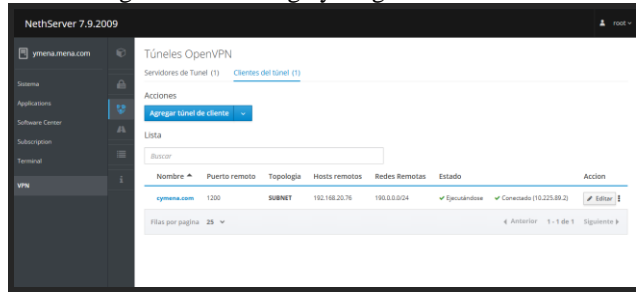 NethServer 7.9.2009
root
ymena.mena.com
Sistema
Applications
Software Center
Subscription
Terminal
VPN
Túneles OpenVPN
Servidores de Tunel (1) Clientes del túnel (1)
Acciones
Agregar túnel de cliente
Lista
Buscar
Nombre Puerto remoto Topologia Hosts remotos Redes Remotas Estado Accion
cymena.com 1200 SUBNET 192.168.20.76 190.0.0.0/24 Ejecutándose Conectado (10.225.89.2) Editar
Filas por pagina 25 Anterior 1-1 de 1 Siguiente